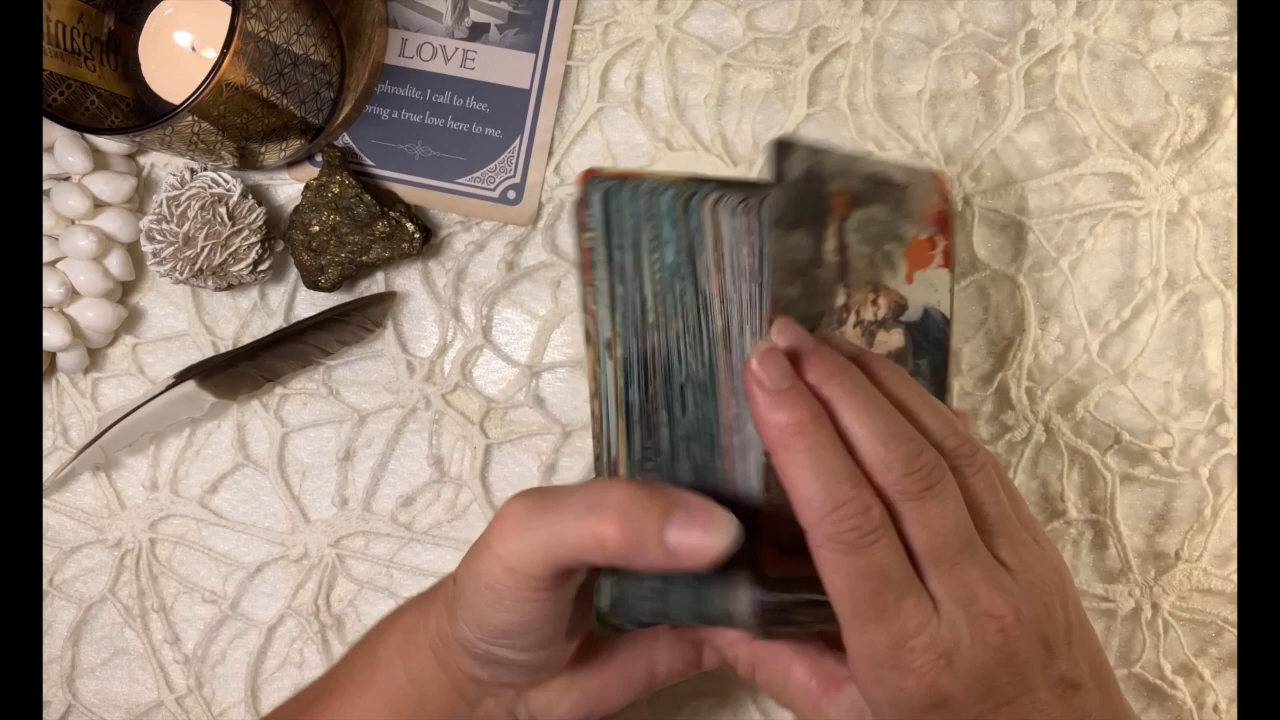 LOVE
phrodite, I call to thee,
bring a true love here to me.